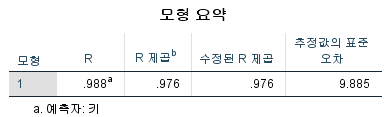 모형 요약
모형 R R 제곱b 수정된 R 제곱 추정값의 표준 오차
1 .988a .976 .976 9.885
a. 예측자: 키